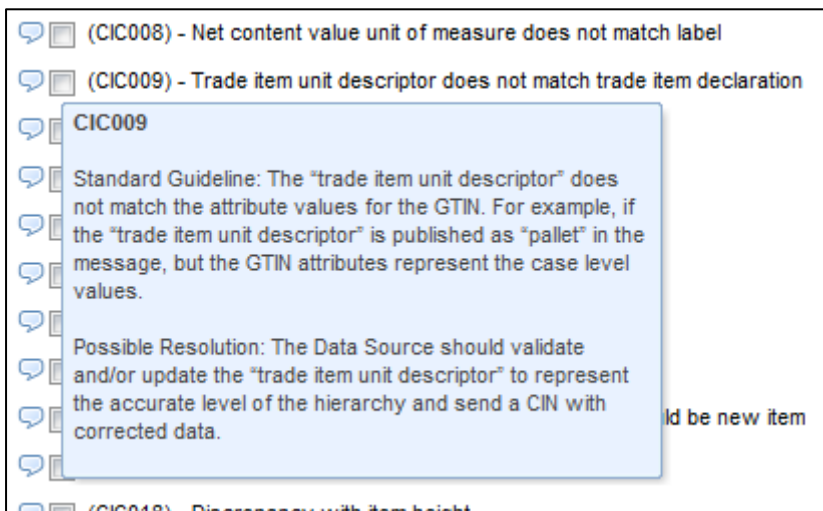 (CIC008) - Net content value unit of measure does not match label
(CIC009) - Trade item unit descriptor does not match trade item declaration
CIC009
Standard Guideline: The “trade item unit descriptor” does
not match the attribute values for the GTIN. For example, if
the “trade item unit descriptor” is published as “pallet” in the
message, but the GTIN attributes represent the case level
values.
Possible Resolution: The Data Source should validate
and/or update the “trade item unit descriptor” to represent
the accurate level of the hierarchy and send a CIN with
corrected data.
be new item
(CIC018) - Discrepancy with item height